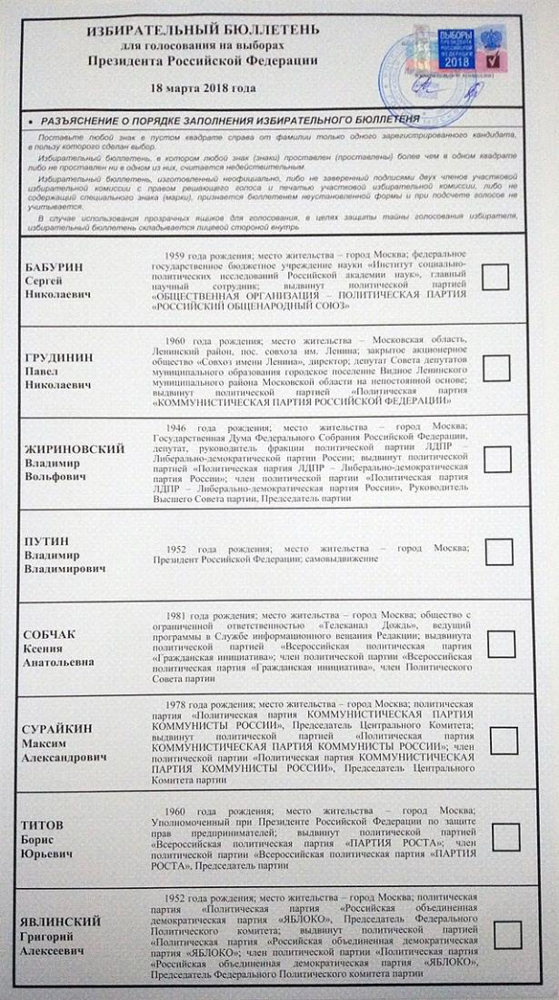 ИЗБИРАТЕЛЬНЫЙ БЮЛЛЕТЕНЬ
для голосования на выборах
Президента Российской Федерации
18 марта 2018 года
ВЫБОРЫ
ПРЕЗИДЕНТА
РОССИЙСКОЙ
ФЕДЕРАЦИИ
2018
• РАЗЪЯСНЕНИЕ О ПОРЯДКЕ ЗАПОЛНЕНИЯ ИЗБИРАТЕЛЬНОГО БЮЛЛЕТЕНЯ
Поставьте любой знак в пустом квадрате справа от фамилии только одного зарегистрированного кандидата,
в пользу которого сделан выбор.
Избирательный бюллетень, в котором любой знак (знаки) проставлен (проставлены) более чем в одном квадрате
либо не проставлен ни в одном из них, считается недействительным.
Избирательный бюллетень, изготовленный неофициально, либо не заверенный подписями двух членов участковой
избирательной комиссии с правом решающего голоса и печатью участковой избирательной комиссии, либо не
содержащий специального знака (марки), признается бюллетенем неустановленной формы и при подсчете голосов не
учитывается.
В случае использования прозрачных ящиков для голосования, в целях защиты тайны голосования избирателя,
избирательный бюллетень складывается лицевой стороной внутрь
БАБУРИН
Сергей
Николаевич
1959 года рождения; место жительства – город Москва; федеральное
государственное бюджетное учреждение науки «Институт социально-
политических исследований Российской академии наук», главный
научный сотрудник; выдвинут политической партией
«ОБЩЕСТВЕННАЯ ОРГАНИЗАЦИЯ – ПОЛИТИЧЕСКАЯ ПАРТИЯ
«РОССИЙСКИЙ ОБЩЕНАРОДНЫЙ СОЮЗ»
ГРУДИНИН
Павел
Николаевич
1960 года рождения; место жительства – Московская область,
Ленинский район, пос. совхоза им. Ленина; закрытое акционерное
общество «Совхоз имени Ленина», директор; депутат Совета депутатов
муниципального образования городское поселение Видное Ленинского
муниципального района Московской области на непостоянной основе;
выдвинут политической партией «Политическая партия
«КОММУНИСТИЧЕСКАЯ ПАРТИЯ РОССИЙСКОЙ ФЕДЕРАЦИИ»
ЖИРИНОВСКИЙ
Владимир
Вольфович
1946 года рождения; место жительства – город Москва;
Государственная Дума Федерального Собрания Российской Федерации,
депутат, руководитель фракции политической партии ЛДПР –
Либерально-демократической партии России; выдвинут политической
партией «Политическая партия ЛДПР – Либерально-демократическая
партия России»; член политической партии «Политическая партия
ЛДПР – Либерально-демократическая партия России», Руководитель
Высшего Совета партии, Председатель партии
ПУТИН
Владимир
Владимирович
1952 года рождения; место жительства – город Москва;
Президент Российской Федерации; самовыдвижение
СОБЧАК
Ксения
Анатольевна
1981 года рождения; место жительства – город Москва; общество с
ограниченной ответственностью «Телеканал Дождь», ведущий
программы в Службе информационного вещания Редакции; выдвинута
политической партией «Всероссийская политическая партия
«Гражданская инициатива»; член политической партии «Всероссийская
политическая партия «Гражданская инициатива», член Политического
Совета партии
СУРАЙКИН
Максим
Александрович
1978 года рождения; место жительства – город Москва; политическая
партия «Политическая партия КОММУНИСТИЧЕСКАЯ ПАРТИЯ
КОММУНИСТЫ РОССИИ», Председатель Центрального Комитета;
выдвинут политической партией «Политическая партия
КОММУНИСТИЧЕСКАЯ ПАРТИЯ КОММУНИСТЫ РОССИИ»; член
политической партии «Политическая партия КОММУНИСТИЧЕСКАЯ
ПАРТИЯ КОММУНИСТЫ РОССИИ», Председатель Центрального
Комитета партии
ТИТОВ
Борис
Юрьевич
1960 года рождения; место жительства – город Москва;
Уполномоченный при Президенте Российской Федерации по защите
прав предпринимателей; выдвинут политической партией
«Всероссийская политическая партия «ПАРТИЯ РОСТА»; член
политической партии «Всероссийская политическая партия «ПАРТИЯ
РОСТА», Председатель партии
ЯВЛИНСКИЙ
Григорий
Алексеевич
1952 года рождения; место жительства – город Москва; политическая
партия «Политическая партия «Российская объединенная
демократическая партия «ЯБЛОКО», Председатель Федерального
Политического комитета; выдвинут политической партией
«Политическая партия «Российская объединенная демократическая
партия «ЯБЛОКО»; член политической партии «Политическая партия
«Российская объединенная демократическая партия «ЯБЛОКО»,
Председатель Федерального Политического комитета партии